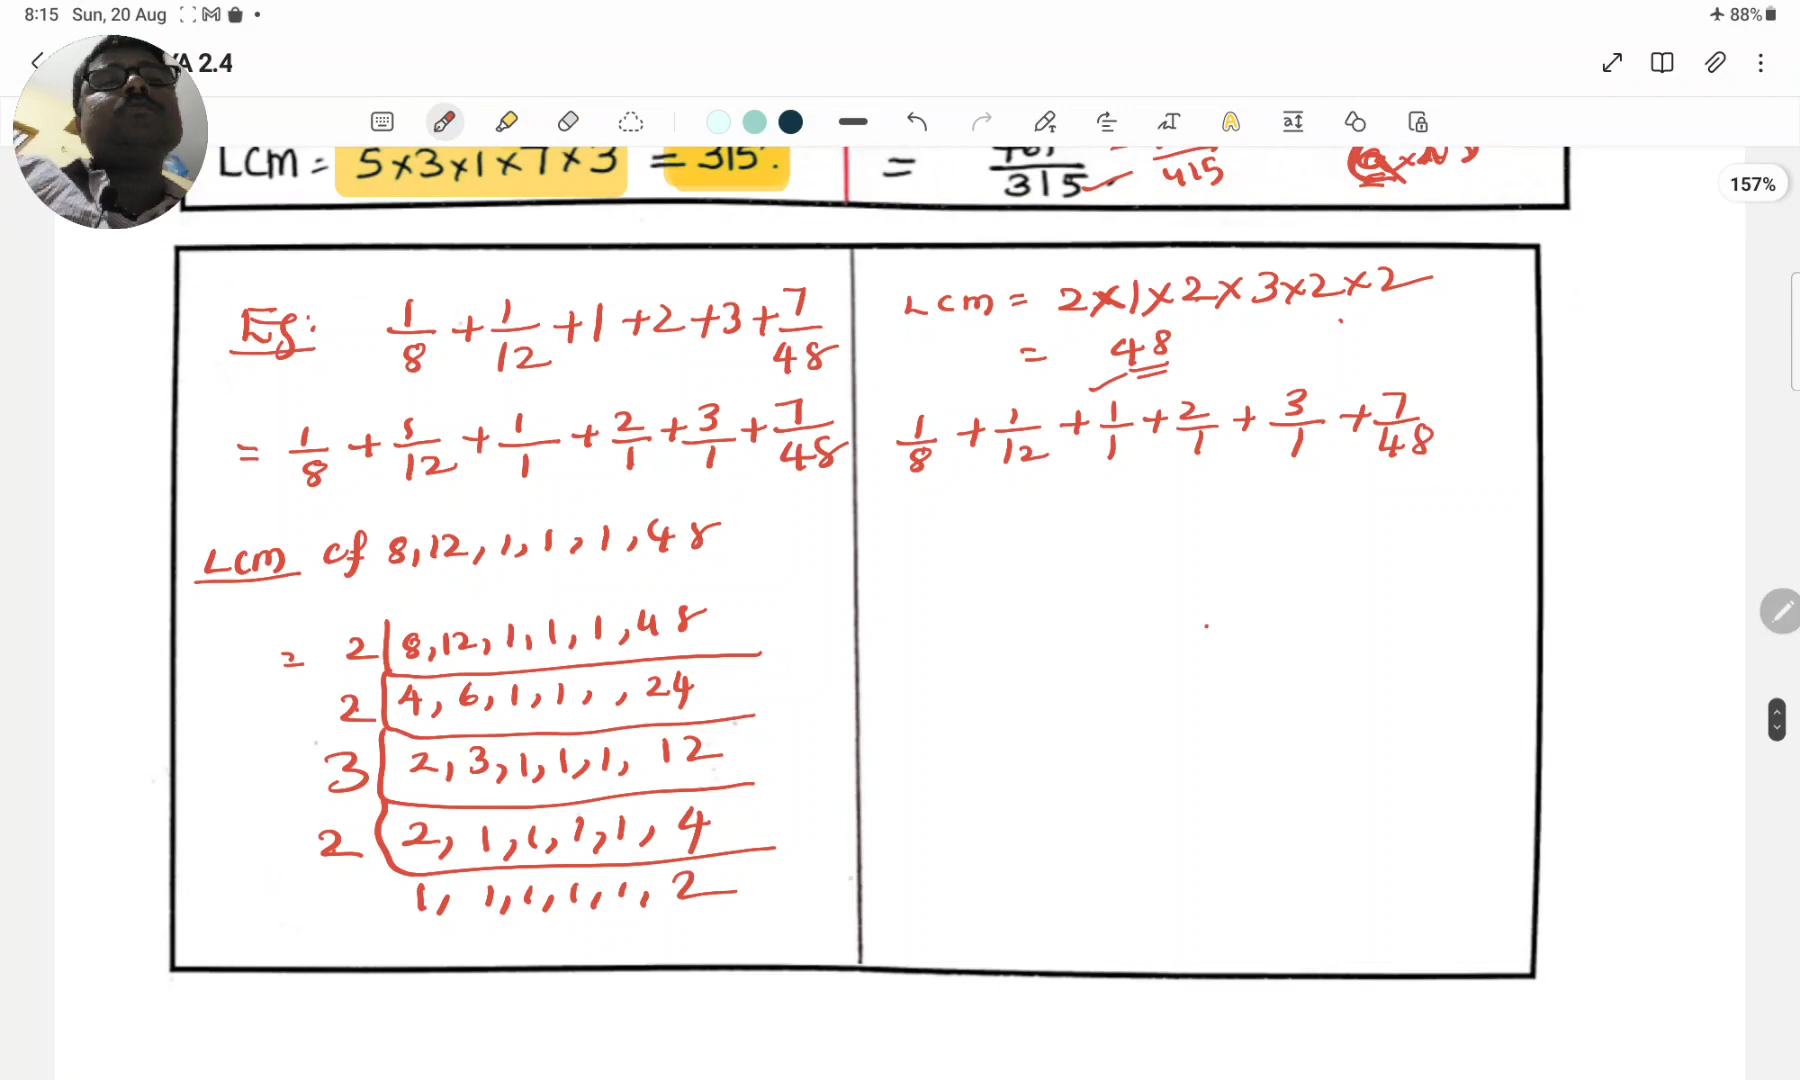 8:15 Sun, 20 Aug
88%
A 2.4
157%
LCM = 5×3×1×7×3 = 315.
=
315
415
Eg: 1/8 + 1/12 + 1 + 2 + 3 + 7/48
= 1/8 + 1/12 + 1/1 + 2/1 + 3/1 + 7/48
LCM of 8, 12, 1, 1, 1, 48
= 2 | 8, 12, 1, 1, 1, 48
2 | 4, 6, 1, 1, , 24
3 | 2, 3, 1, 1, 1, 12
2 | 2, 1, 1, 1, 1, 4
1, 1, 1, 1, 1, 2
LCM = 2×1×2×3×2×2
= 48
1/8 + 1/12 + 1/1 + 2/1 + 3/1 + 7/48